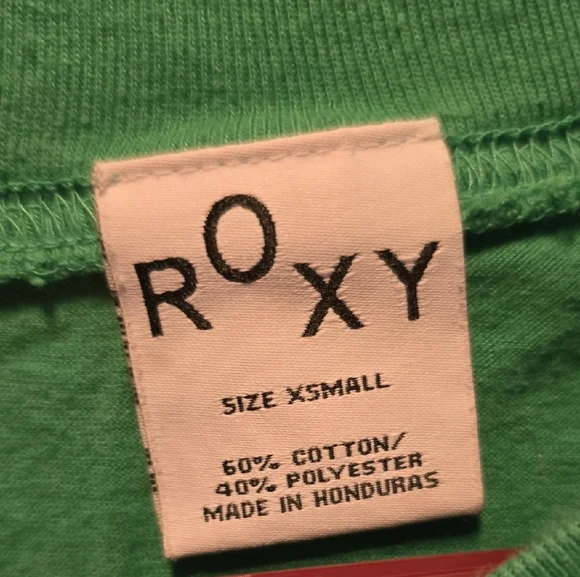 ROXY
SIZE XSMALL
60% COTTON/
40% POLYESTER
MADE IN HONDURAS